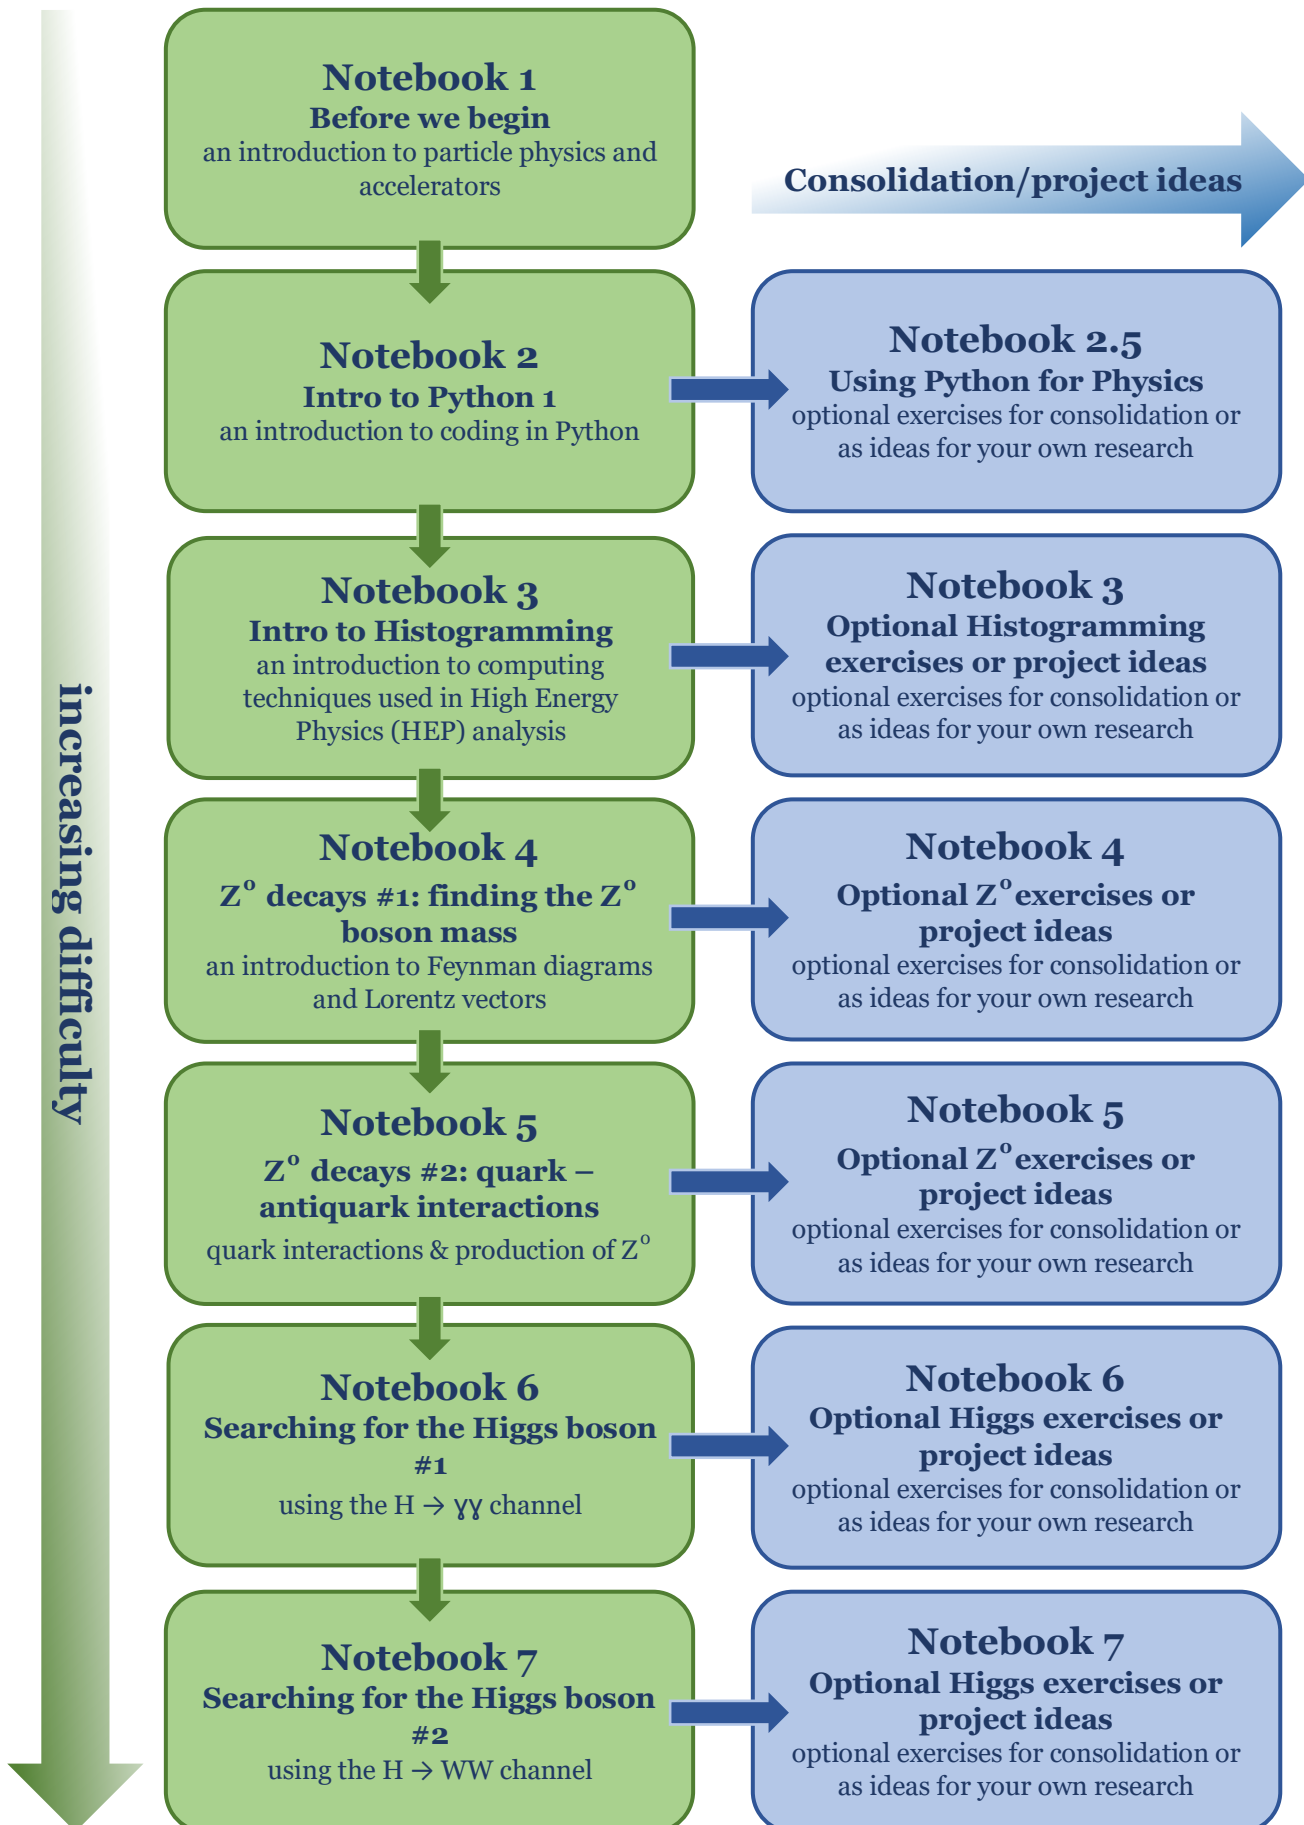 Notebook 1
Before we begin
an introduction to particle physics and
accelerators
Consolidation/project ideas
Notebook 2
Intro to Python 1
an introduction to coding in Python
Notebook 2.5
Using Python for Physics
optional exercises for consolidation or
as ideas for your own research
Notebook 3
Intro to Histogramming
an introduction to computing
techniques used in High Energy
Physics (HEP) analysis
Notebook 3
Optional Histogramming
exercises or project ideas
optional exercises for consolidation or
as ideas for your own research
increasing difficulty
Notebook 4
Z⁰ decays #1: finding the Z⁰
boson mass
an introduction to Feynman diagrams
and Lorentz vectors
Notebook 4
Optional Z⁰ exercises or
project ideas
optional exercises for consolidation or
as ideas for your own research
Notebook 5
Z⁰ decays #2: quark –
antiquark interactions
quark interactions & production of Z⁰
Notebook 5
Optional Z⁰ exercises or
project ideas
optional exercises for consolidation or
as ideas for your own research
Notebook 6
Searching for the Higgs boson
#1
using the H → γγ channel
Notebook 6
Optional Higgs exercises or
project ideas
optional exercises for consolidation or
as ideas for your own research
Notebook 7
Searching for the Higgs boson
#2
using the H → WW channel
Notebook 7
Optional Higgs exercises or
project ideas
optional exercises for consolidation or
as ideas for your own research